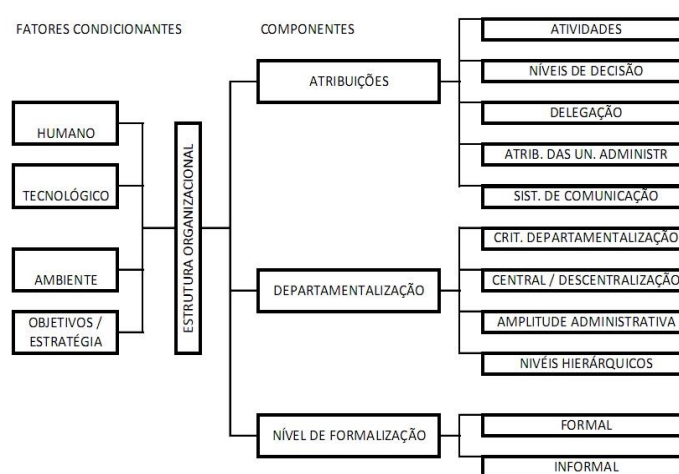 FATORES CONDICIONANTES
COMPONENTES
HUMANO
TECNOLÓGICO
AMBIENTE
OBJETIVOS /
ESTRATÉGIA
ESTRUTURA ORGANIZACIONAL
ATRIBUIÇÕES
ATIVIDADES
NÍVEIS DE DECISÃO
DELEGAÇÃO
ATRIB. DAS UN. ADMINISTR
SIST. DE COMUNICAÇÃO
DEPARTAMENTALIZAÇÃO
CRIT. DEPARTAMENTALIZAÇÃO
CENTRAL / DESCENTRALIZAÇÃO
AMPLITUDE ADMINISTRATIVA
NIVÉIS HIERÁRQUICOS
NÍVEL DE FORMALIZAÇÃO
FORMAL
INFORMAL